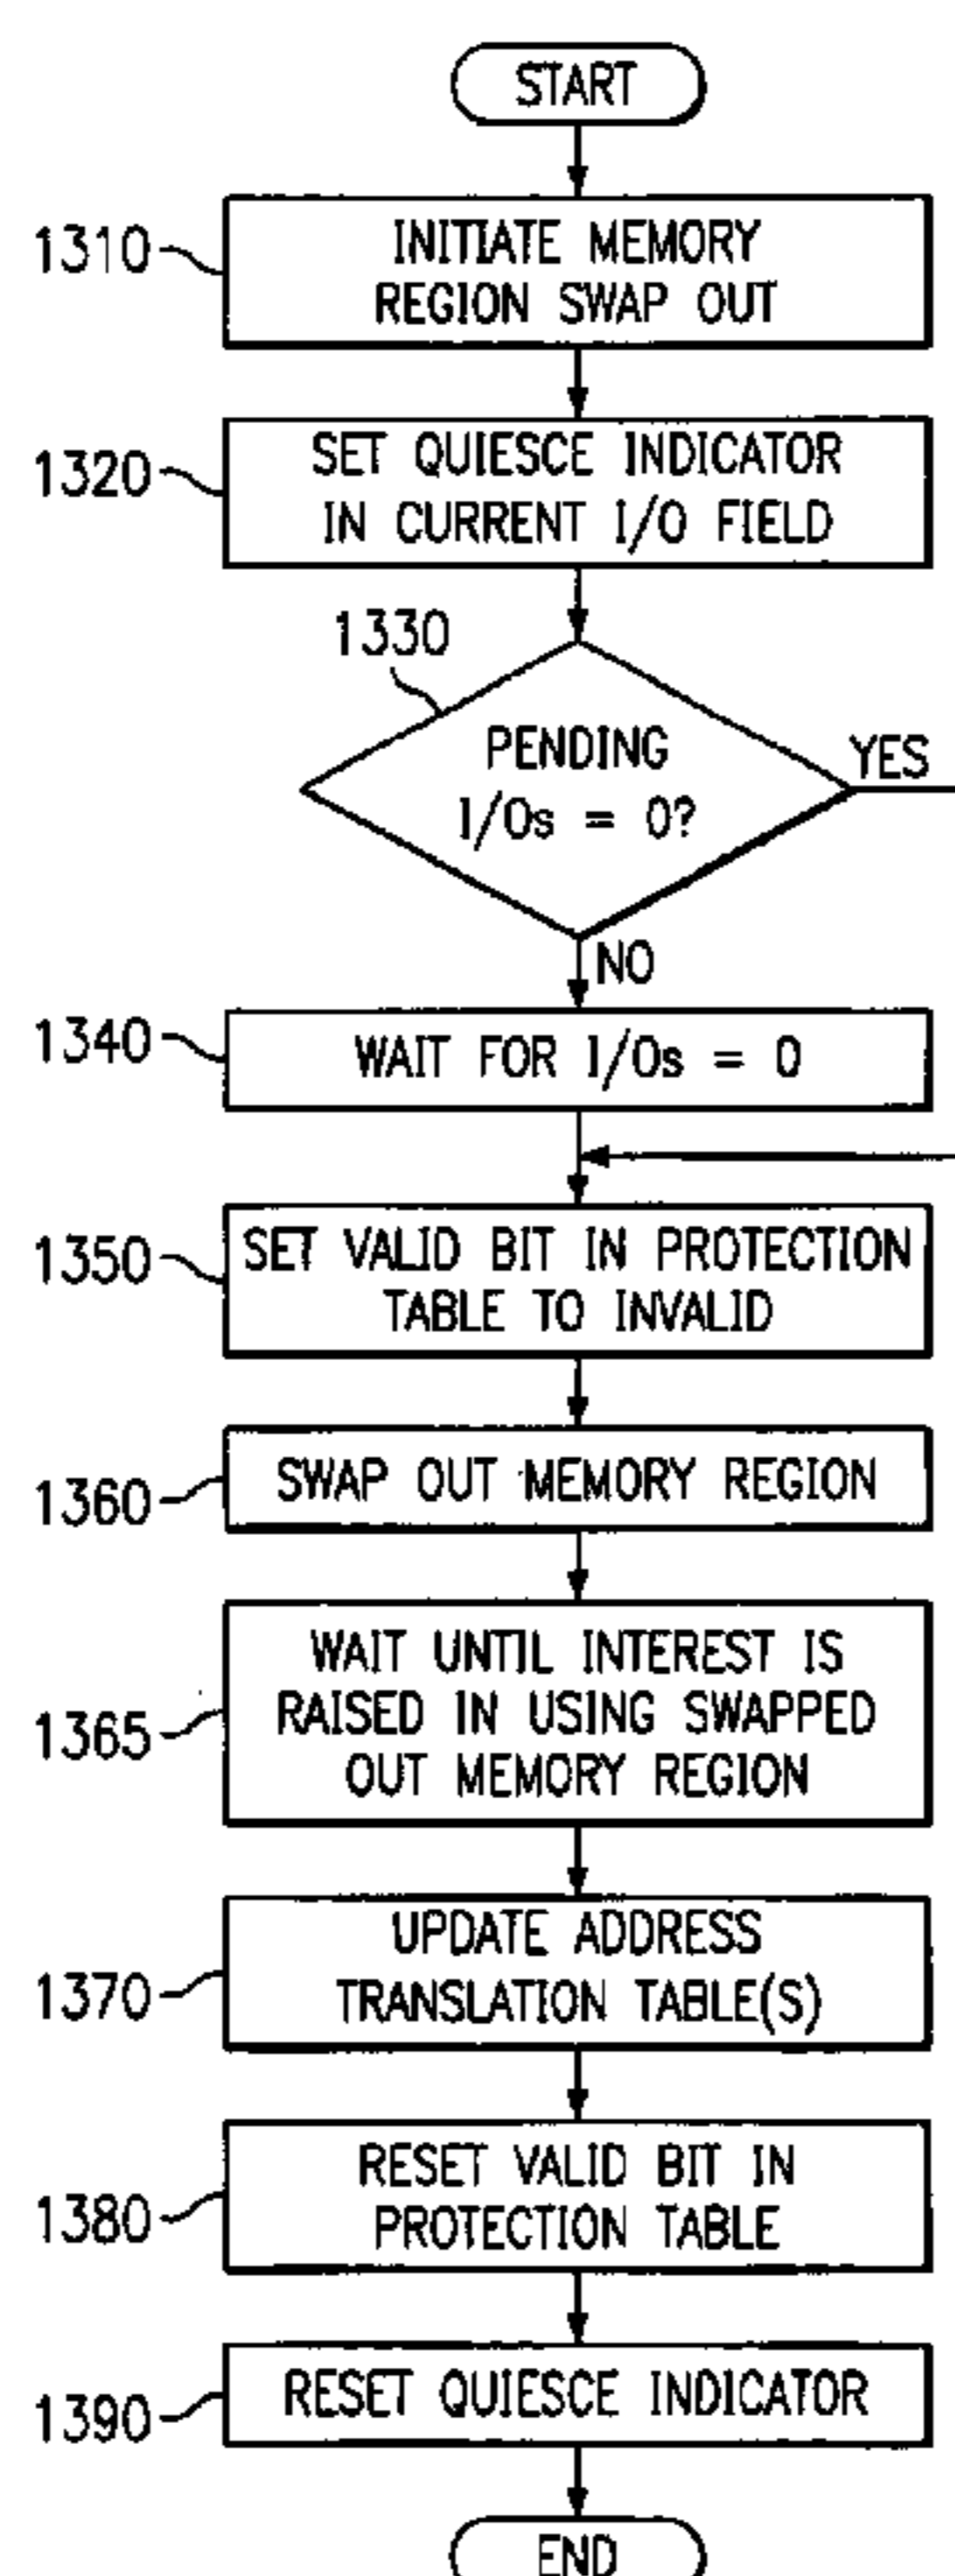 START
1310
INITIATE MEMORY
REGION SWAP OUT
1320
SET QUIESCE INDICATOR
IN CURRENT I/O FIELD
1330
PENDING
I/Os = 0?
YES
NO
1340
WAIT FOR I/Os = 0
1350
SET VALID BIT IN PROTECTION
TABLE TO INVALID
1360
SWAP OUT MEMORY REGION
1365
WAIT UNTIL INTEREST IS
RAISED IN USING SWAPPED
OUT MEMORY REGION
1370
UPDATE ADDRESS
TRANSLATION TABLE(S)
1380
RESET VALID BIT IN
PROTECTION TABLE
1390
RESET QUIESCE INDICATOR
END